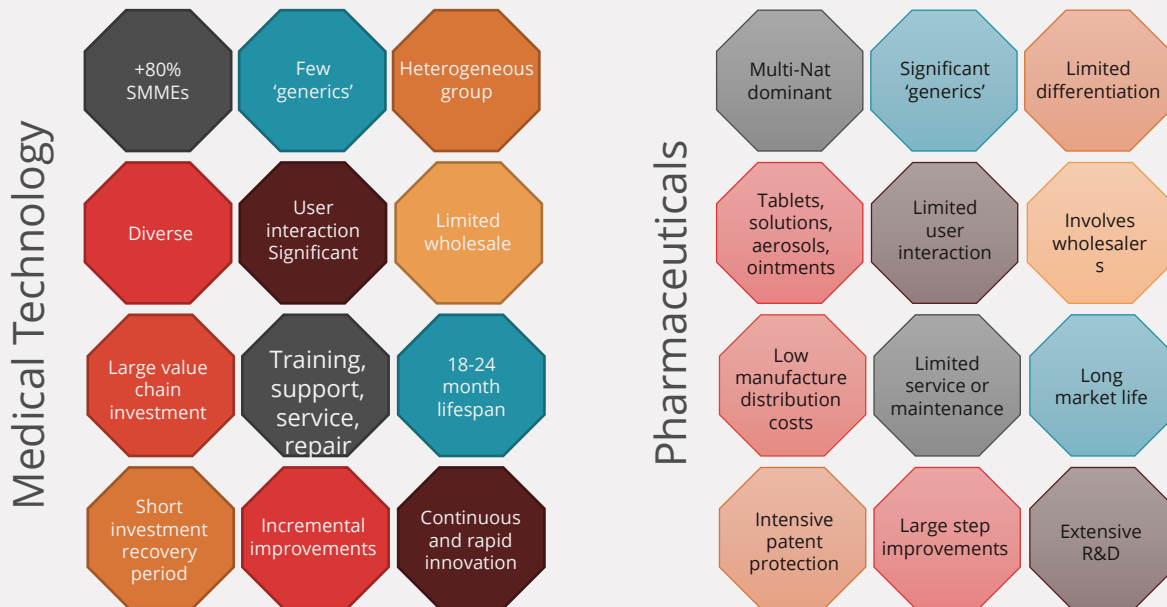 Medical Technology
+80%
SMMEs
Few
‘generics’
Heterogeneous
group
Diverse
User
interaction
Significant
Limited
wholesale
Large value
chain
investment
Training,
support,
service,
repair
18-24
month
lifespan
Short
investment
recovery
period
Incremental
improvements
Continuous
and rapid
innovation
Pharmaceuticals
Multi-Nat
dominant
Significant
‘generics’
Limited
differentiation
Tablets,
solutions,
aerosols,
ointments
Limited
user
interaction
Involves
wholesaler
s
Low
manufacture
distribution
costs
Limited
service or
maintenance
Long
market life
Intensive
patent
protection
Large step
improvements
Extensive
R&D